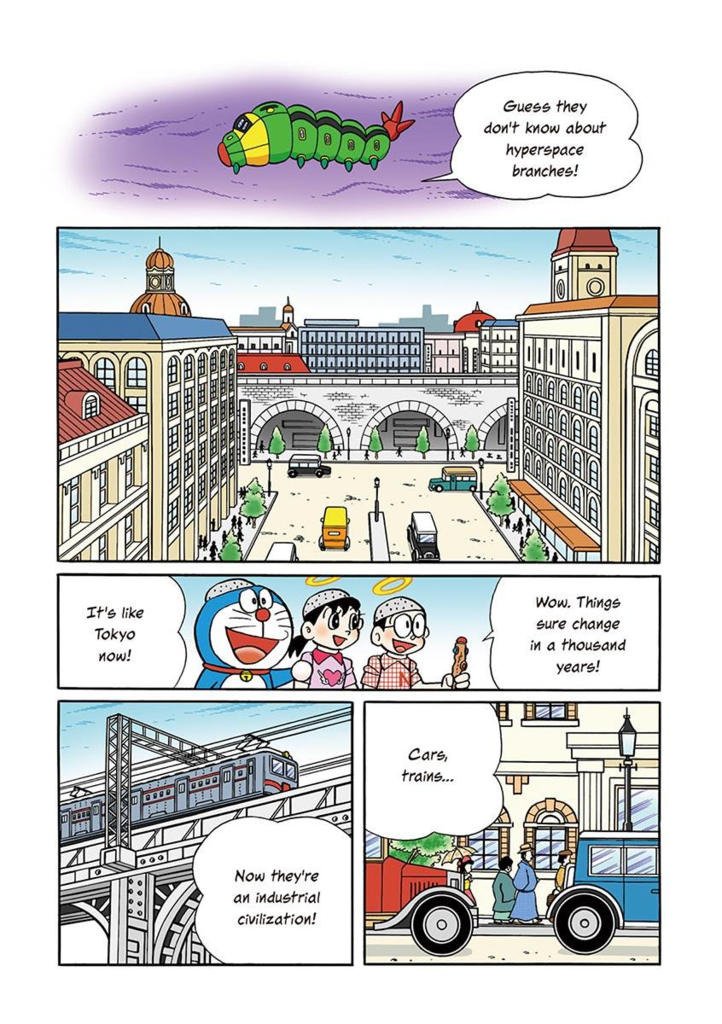 Guess they
don't know about
hyperspace
branches!
It's like
Tokyo
now!
Wow. Things
sure change
in a thousand
years!
N
Now they're
an industrial
civilization!
Cars,
trains...